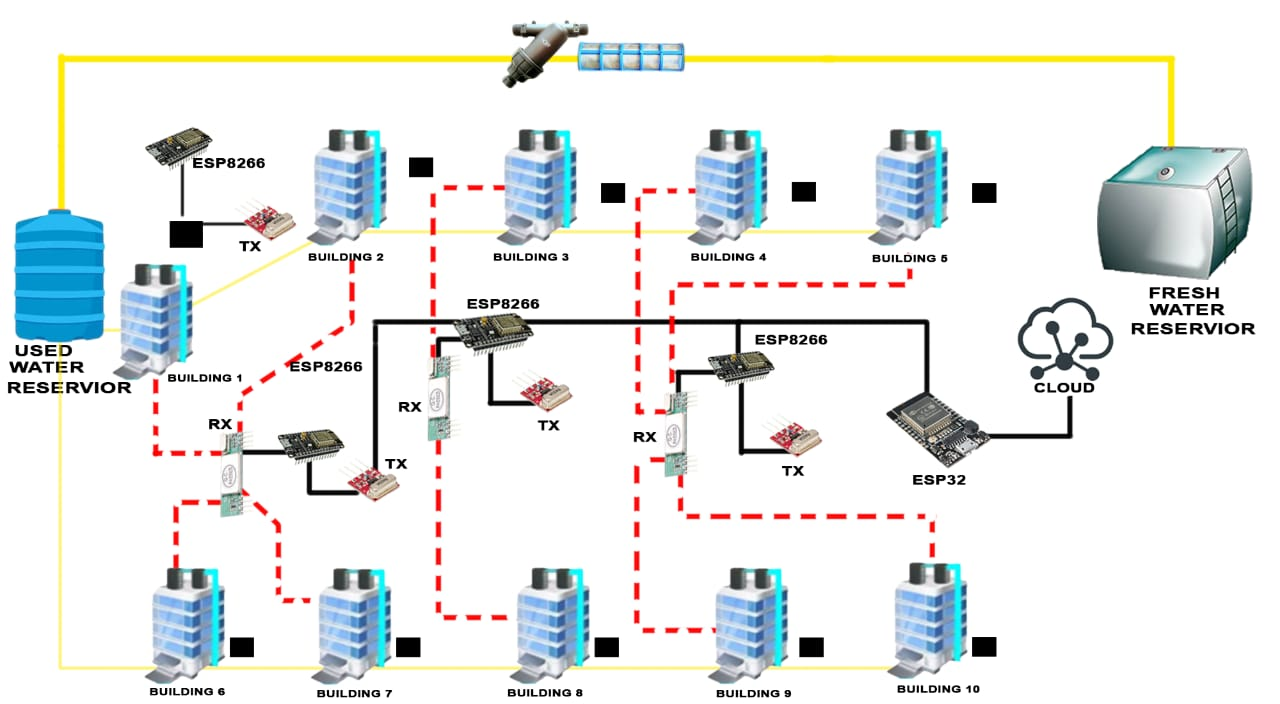 ESP8266
TX
BUILDING 2
BUILDING 3
BUILDING 4
BUILDING 5
FRESH
WATER
RESERVIOR
USED
WATER
RESERVIOR
BUILDING 1
ESP8266
ESP8266
ESP8266
CLOUD
RX
TX
RX
TX
RX
TX
ESP32
BUILDING 6
BUILDING 7
BUILDING 8
BUILDING 9
BUILDING 10